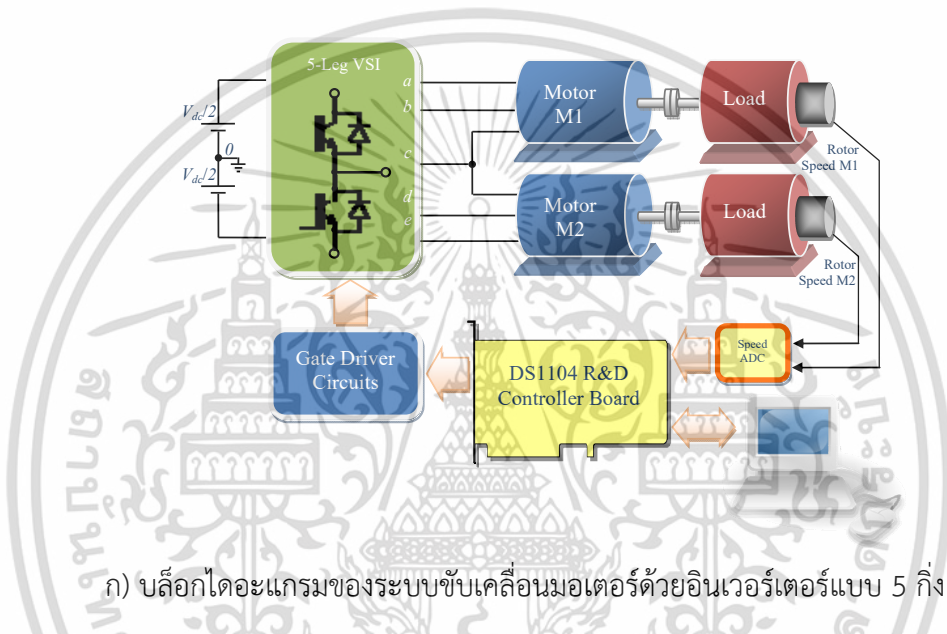 5-Leg VSI
a
b
c
d
e
V_dc/2
0
V_dc/2
Motor
M1
Load
Rotor
Speed M1
Motor
M2
Load
Rotor
Speed M2
Gate Driver
Circuits
DS1104 R&D
Controller Board
Speed
ADC
ก) บล็อกไดอะแกรมของระบบขับเคลื่อนมอเตอร์ด้วยอินเวอร์เตอร์แบบ 5 กิ่ง